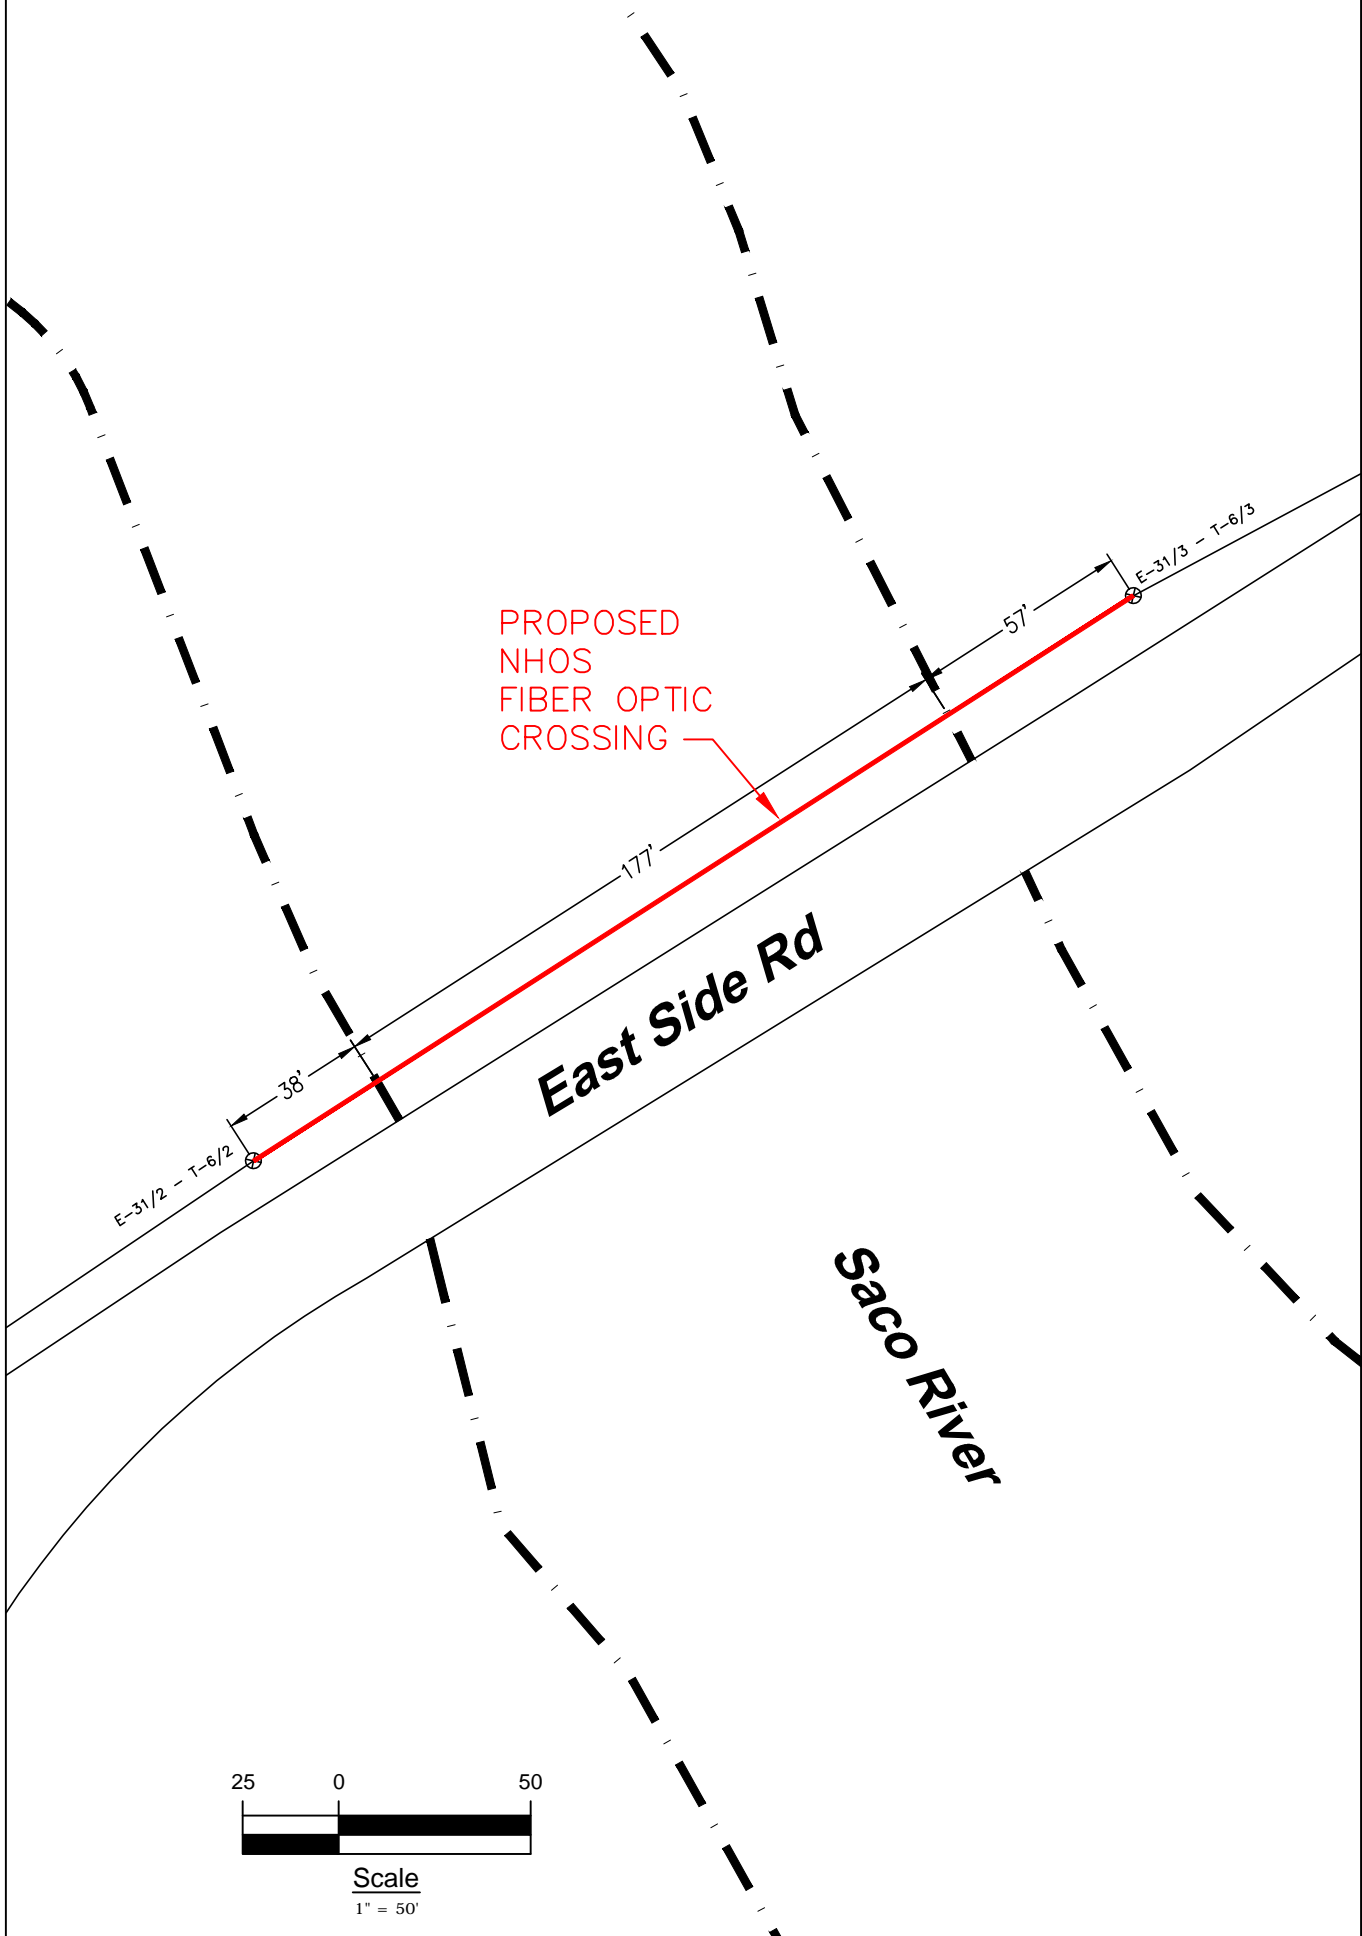 E-31/3 - T-6/3
57'
PROPOSED
NHOS
FIBER OPTIC
CROSSING
177'
East Side Rd
38'
E-31/2 - T-6/2
Saco River
25 0 50
Scale
1" = 50'